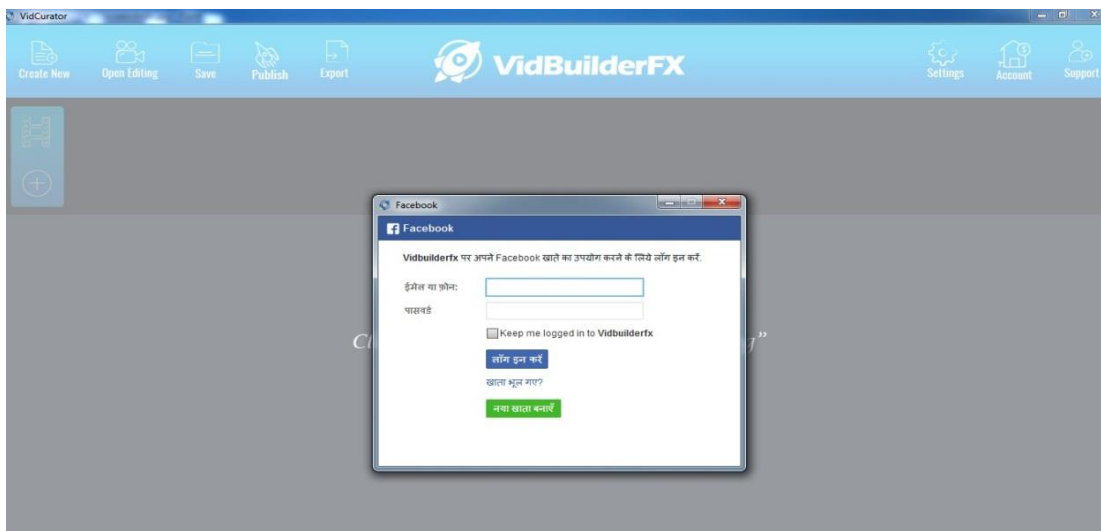 VidCurator
Create New Open Editing Save Publish Export VidBuilderFX Settings Account Support
Facebook
Facebook
Vidbuilderfx पर अपने Facebook खाते का उपयोग करने के लिये लॉग इन करें.
ईमेल या फ़ोन:
पासवर्ड
Keep me logged in to Vidbuilderfx
लॉग इन करें
खाता भूल गए?
नया खाता बनाएँ